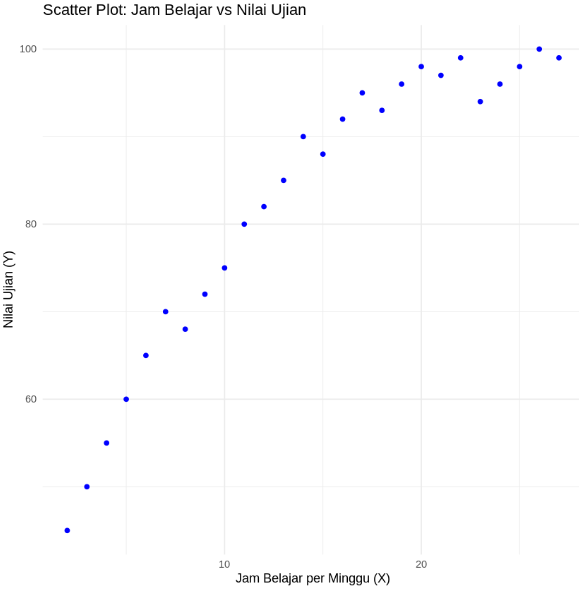 Scatter Plot: Jam Belajar vs Nilai Ujian
100
80
60
Nilai Ujian (Y)
10
20
Jam Belajar per Minggu (X)